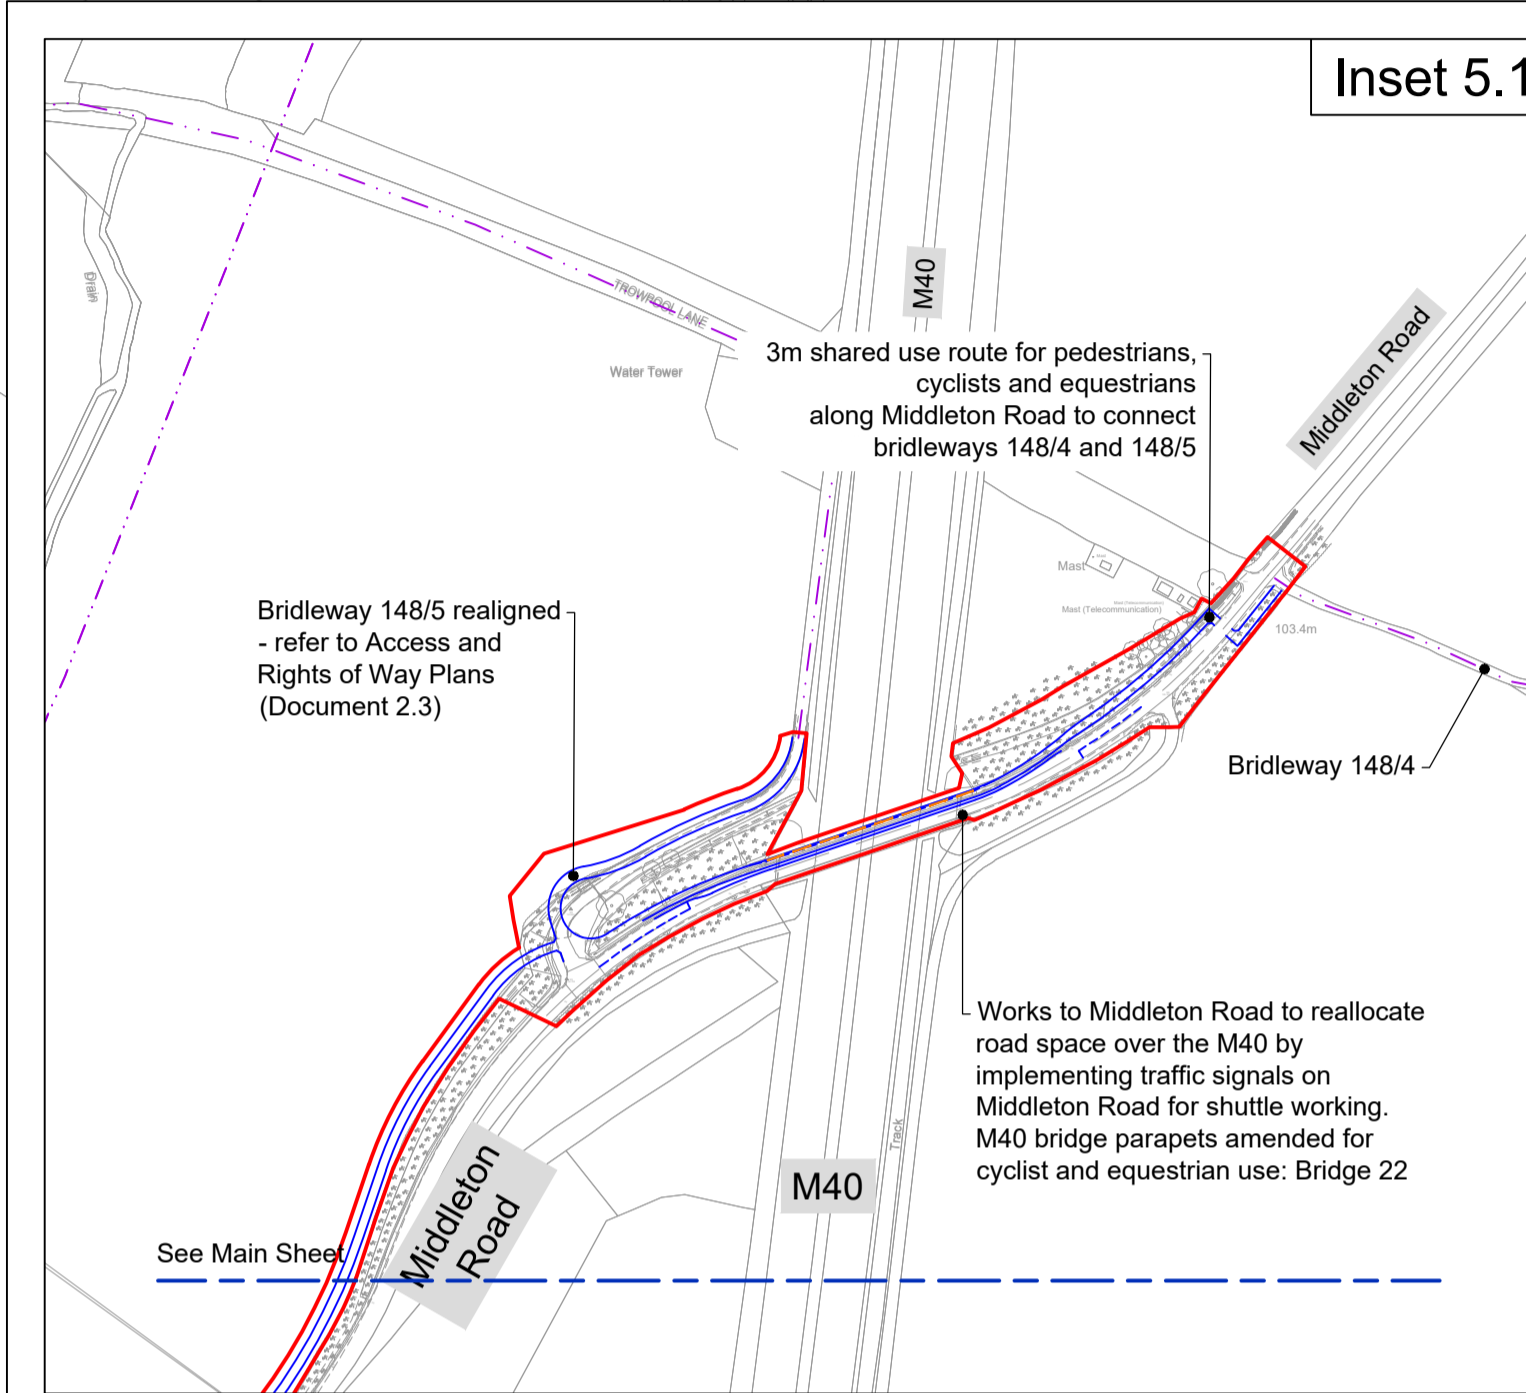 Inset 5.1
M40
Drain
TROWPOOL LANE
Water Tower
3m shared use route for pedestrians,
cyclists and equestrians
along Middleton Road to connect
bridleways 148/4 and 148/5
Middleton Road
Mast
Mast (Telecommunication)
103.4m
Bridleway 148/5 realigned
- refer to Access and
Rights of Way Plans
(Document 2.3)
Bridleway 148/4
Works to Middleton Road to reallocate
road space over the M40 by
implementing traffic signals on
Middleton Road for shuttle working.
M40 bridge parapets amended for
cyclist and equestrian use: Bridge 22
Track
M40
Middleton
Road
See Main Sheet